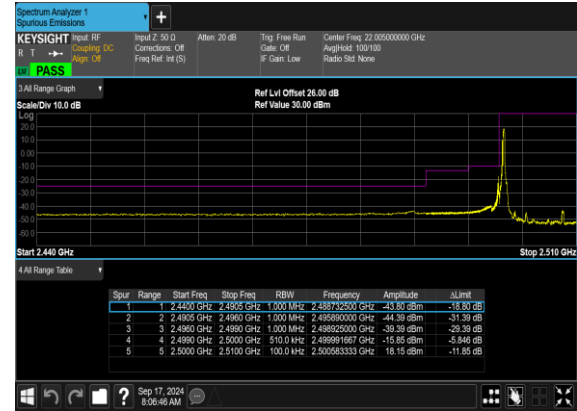 Spectrum Analyzer 1
Spurious Emissions
+
KEYSIGHT Input: RF Input Z: 50 Ω Atten: 20 dB Trig: Free Run Center Freq: 22.005000000 GHz
R T Coupling: DC Corrections: Off Gate: Off Avg|Hold: 100/100
Align: Off Freq Ref: Int (S) IF Gain: Low Radio Std: None
PASS
3 All Range Graph
Ref Lvl Offset 26.00 dB
Scale/Div 10.0 dB Ref Value 30.00 dBm
Log
20.0
10.0
0.00
-10.0
-20.0
-30.0
-40.0
-50.0
-60.0
Start 2.440 GHz Stop 2.510 GHz
4 All Range Table
Spur Range Start Freq Stop Freq RBW Frequency Amplitude ΔLimit
1 1 2.4400 GHz 2.4905 GHz 1.000 MHz 2.488732500 GHz -43.80 dBm -18.80 dB
2 2 2.4905 GHz 2.4960 GHz 1.000 MHz 2.495890000 GHz -44.39 dBm -31.39 dB
3 3 2.4960 GHz 2.4990 GHz 1.000 MHz 2.498925000 GHz -39.39 dBm -29.39 dB
4 4 2.4990 GHz 2.5000 GHz 510.0 kHz 2.499991667 GHz -15.85 dBm -5.846 dB
5 5 2.5000 GHz 2.5100 GHz 100.0 kHz 2.500583333 GHz 18.15 dBm -11.85 dB
?
Sep 17, 2024
8:06:46 AM